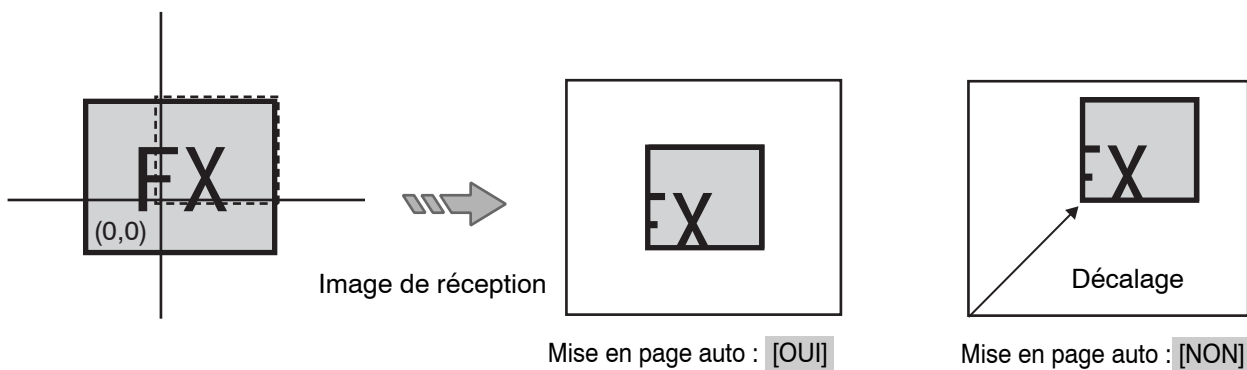 FX
(0,0)
Image de réception
FX
Mise en page auto : [OUI]
FX
Décalage
Mise en page auto : [NON]